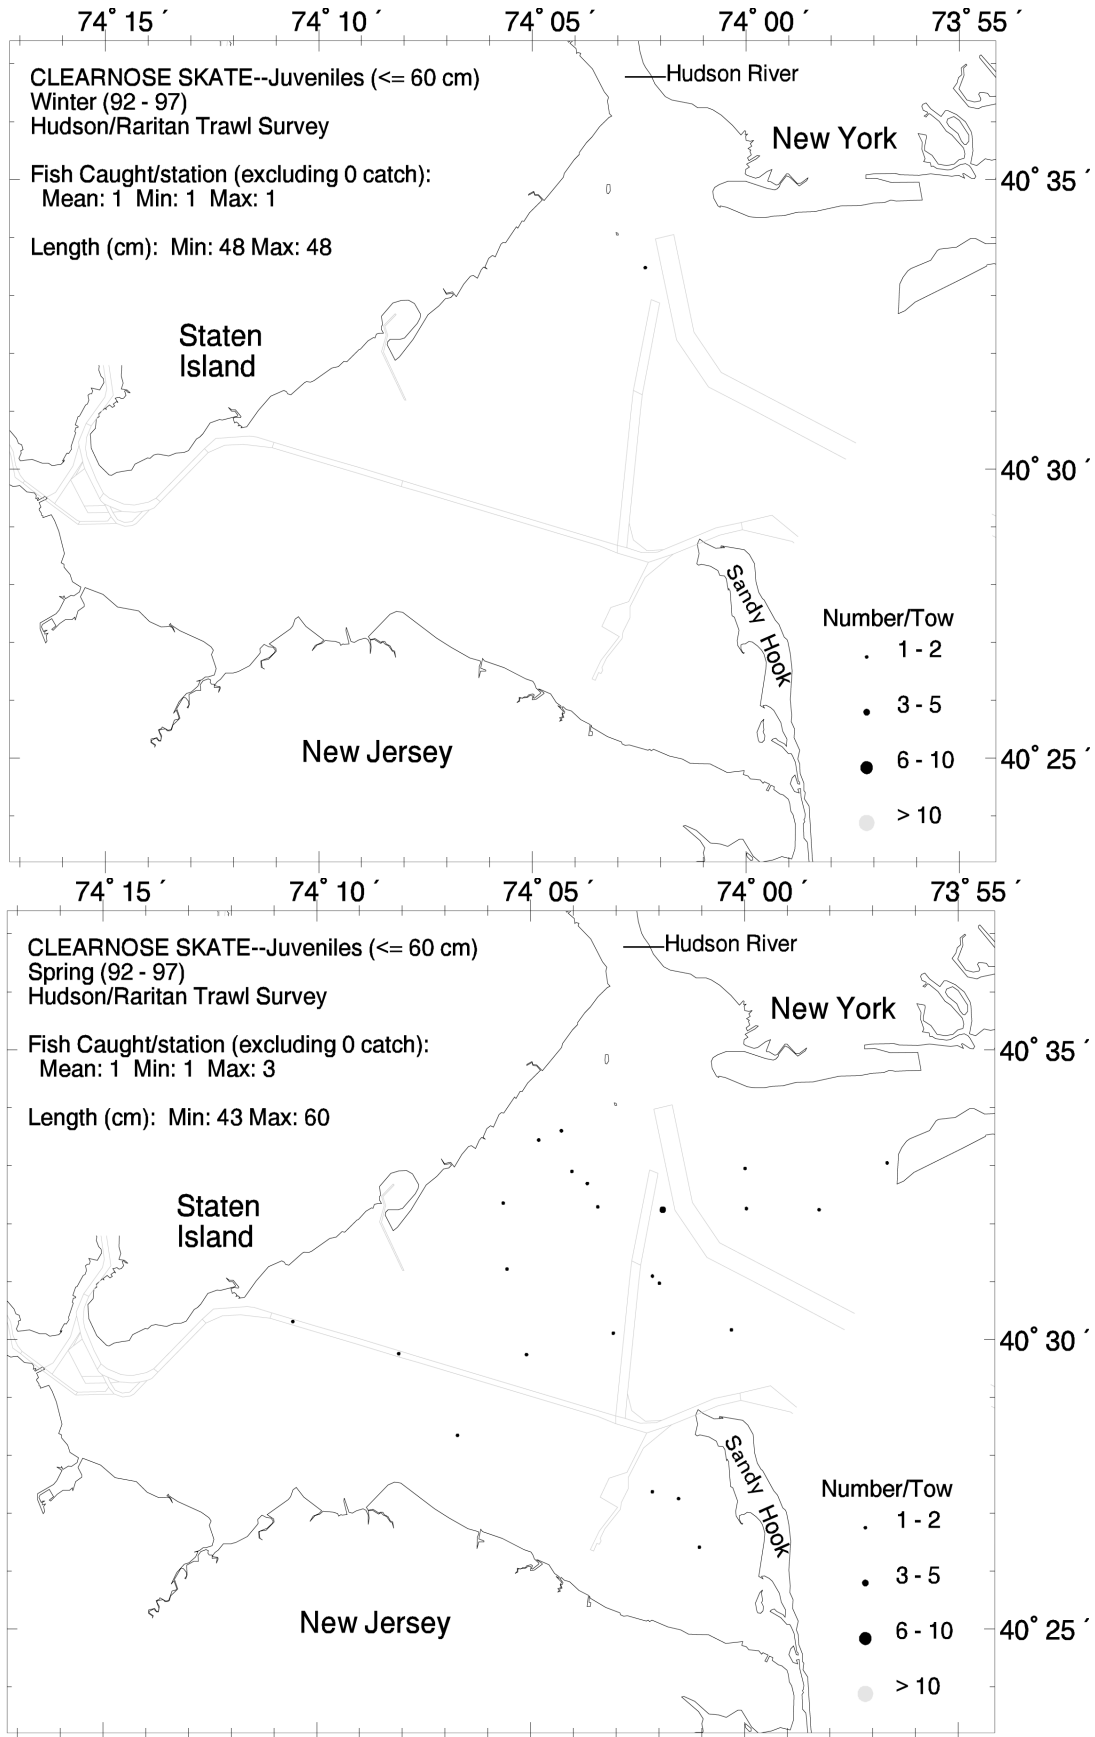 74° 15 ´ 74° 10 ´ 74° 05 ´ 74° 00 ´ 73° 55 ´
CLEARNOSE SKATE--Juveniles (<= 60 cm)
Winter (92 - 97)
Hudson/Raritan Trawl Survey
Fish Caught/station (excluding 0 catch):
Mean: 1 Min: 1 Max: 1
Length (cm): Min: 48 Max: 48
Hudson River
New York
40° 35 ´
Staten
Island
40° 30 ´
Sandy Hook
New Jersey
Number/Tow
1 - 2
3 - 5
6 - 10
> 10
40° 25 ´
74° 15 ´ 74° 10 ´ 74° 05 ´ 74° 00 ´ 73° 55 ´
CLEARNOSE SKATE--Juveniles (<= 60 cm)
Spring (92 - 97)
Hudson/Raritan Trawl Survey
Fish Caught/station (excluding 0 catch):
Mean: 1 Min: 1 Max: 3
Length (cm): Min: 43 Max: 60
Hudson River
New York
40° 35 ´
Staten
Island
40° 30 ´
Sandy Hook
New Jersey
Number/Tow
1 - 2
3 - 5
6 - 10
> 10
40° 25 ´